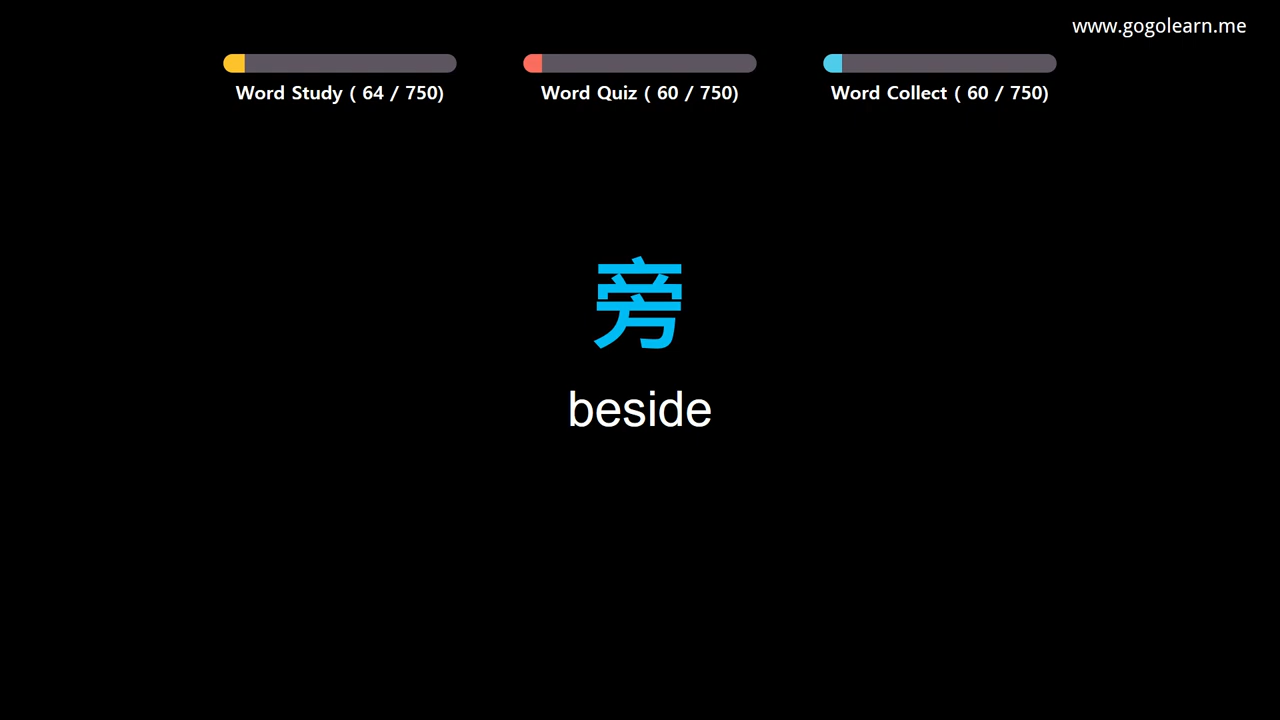 www.gogolearn.me
Word Study ( 64 / 750)
Word Quiz ( 60 / 750)
Word Collect ( 60 / 750)
旁
beside